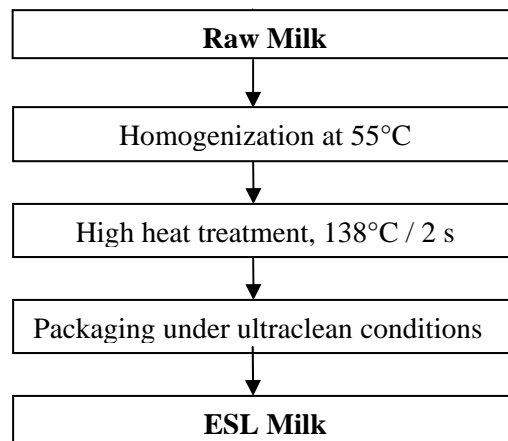 Raw Milk
Homogenization at 55°C
High heat treatment, 138°C / 2 s
Packaging under ultraclean conditions
ESL Milk